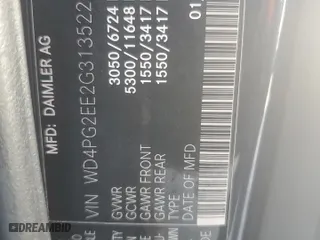 MFD: DAIMLER AG
VIN WD4PG2EE2G313522
GVWR 3050/6724
GCWR 5300/11648
GAWR FRONT 1550/3417
GAWR REAR 1550/3417
TYPE
DATE OF MFD 01
DREAMBID